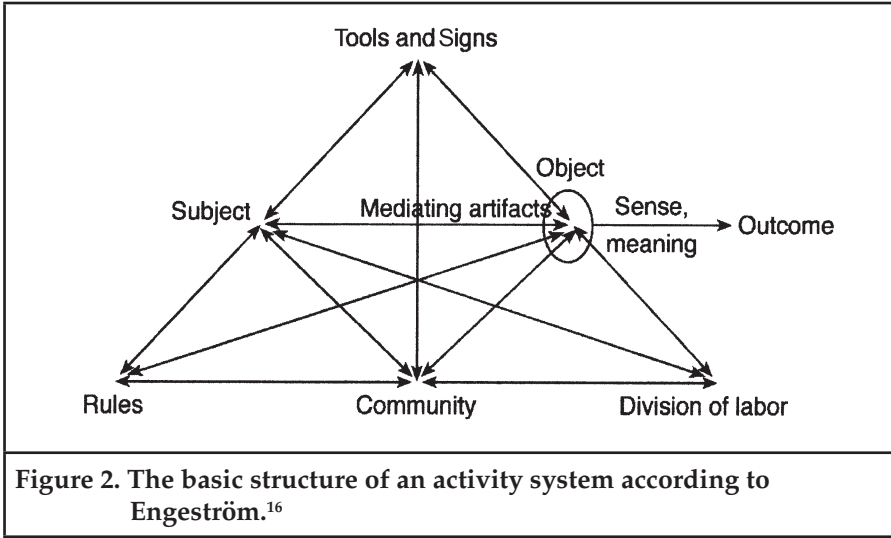 Tools and Signs
Object
Subject
Mediating artifacts
Sense,
meaning
Outcome
Rules
Community
Division of labor
Figure 2. The basic structure of an activity system according to
Engeström.¹⁶